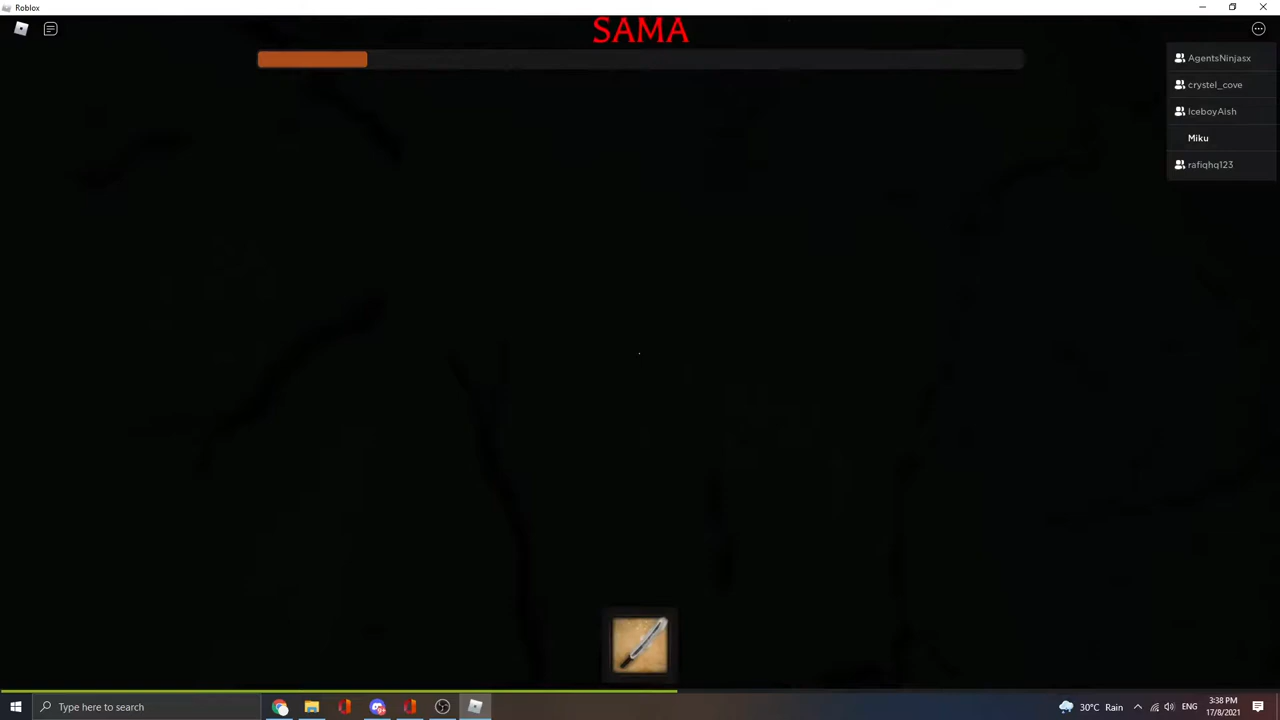 Roblox
SAMA
AgentsNinjasx
crystel_cove
IceboyAish
Miku
rafiqhq123
Type here to search
30°C Rain
ENG
3:38 PM
17/8/2021